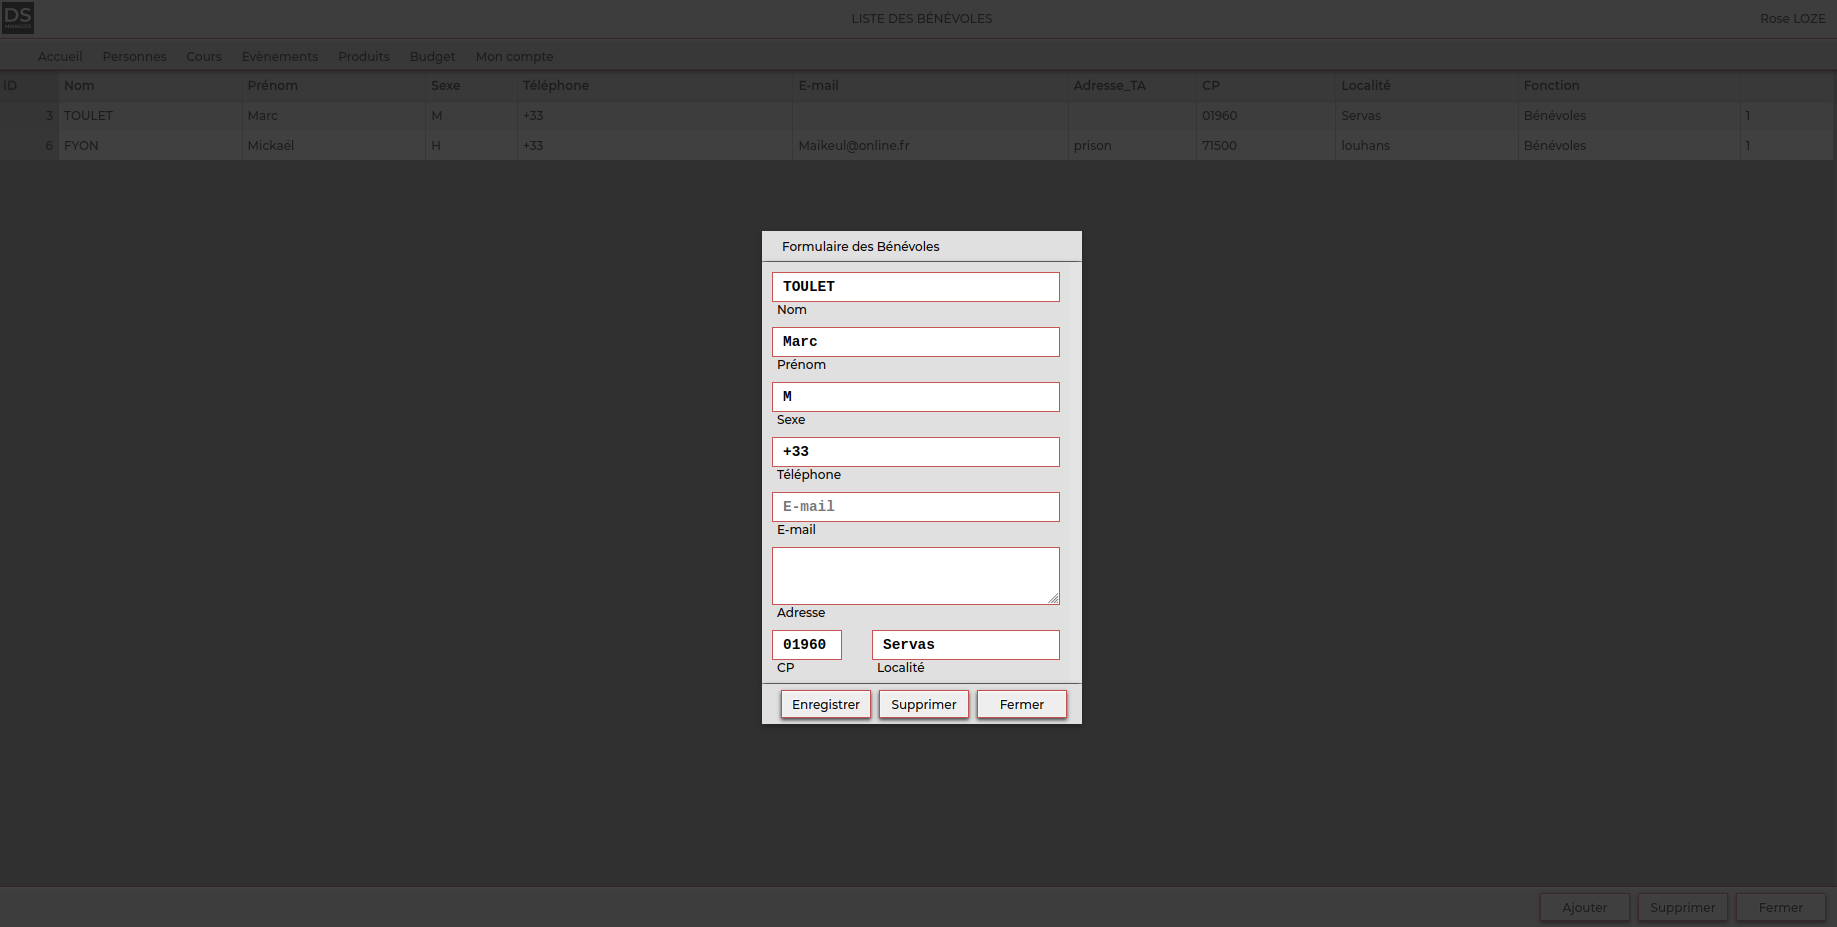 DS
MANAGER
LISTE DES BÉNÉVOLES
Rose LOZE
Accueil Personnes Cours Evènements Produits Budget Mon compte
ID Nom Prénom Sexe Téléphone E-mail Adresse_TA CP Localité Fonction
3 TOULET Marc M +33 01960 Servas Bénévoles 1
6 FYON Mickaël H +33 Maikeul@online.fr prison 71500 louhans Bénévoles 1
Formulaire des Bénévoles
TOULET
Nom
Marc
Prénom
M
Sexe
+33
Téléphone
E-mail
E-mail
Adresse
01960 Servas
CP Localité
Enregistrer Supprimer Fermer
Ajouter Supprimer Fermer